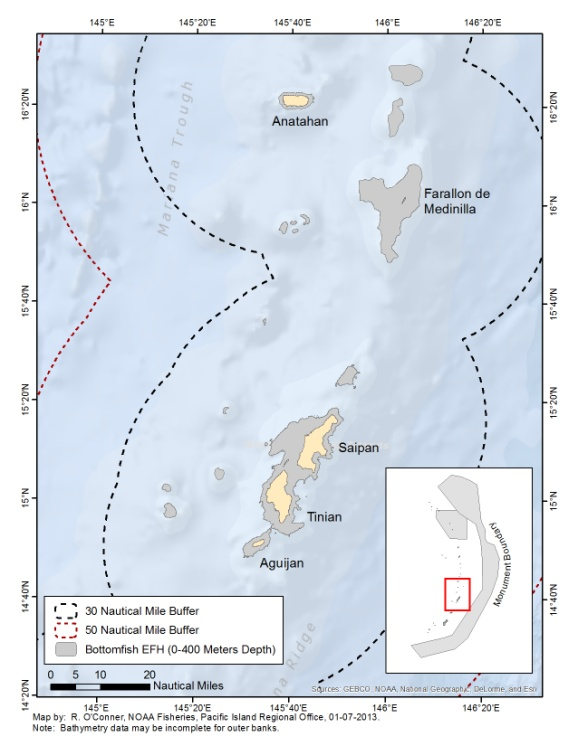 145°E
145°20'E
145°40'E
146°E
146°20'E
16°20'N
16°20'N
Anatahan
Mariana Trough
Farallon de
Medinilla
16°N
16°N
15°40'N
15°40'N
15°20'N
15°20'N
Saipan
15°N
15°N
Tinian
Aguijan
Monument Boundary
14°40'N
14°40'N
30 Nautical Mile Buffer
50 Nautical Mile Buffer
Bottomfish EFH (0-400 Meters Depth)
na Ridge
0 5 10 20
Nautical Miles
14°20'N
Sources: GEBCO, NOAA, National Geographic, DeLorme, and Esri
145°E
145°20'E
145°40'E
146°E
146°20'E
Map by: R. O'Conner, NOAA Fisheries, Pacific Island Regional Office, 01-07-2013.
Note: Bathymetry data may be incomplete for outer banks.